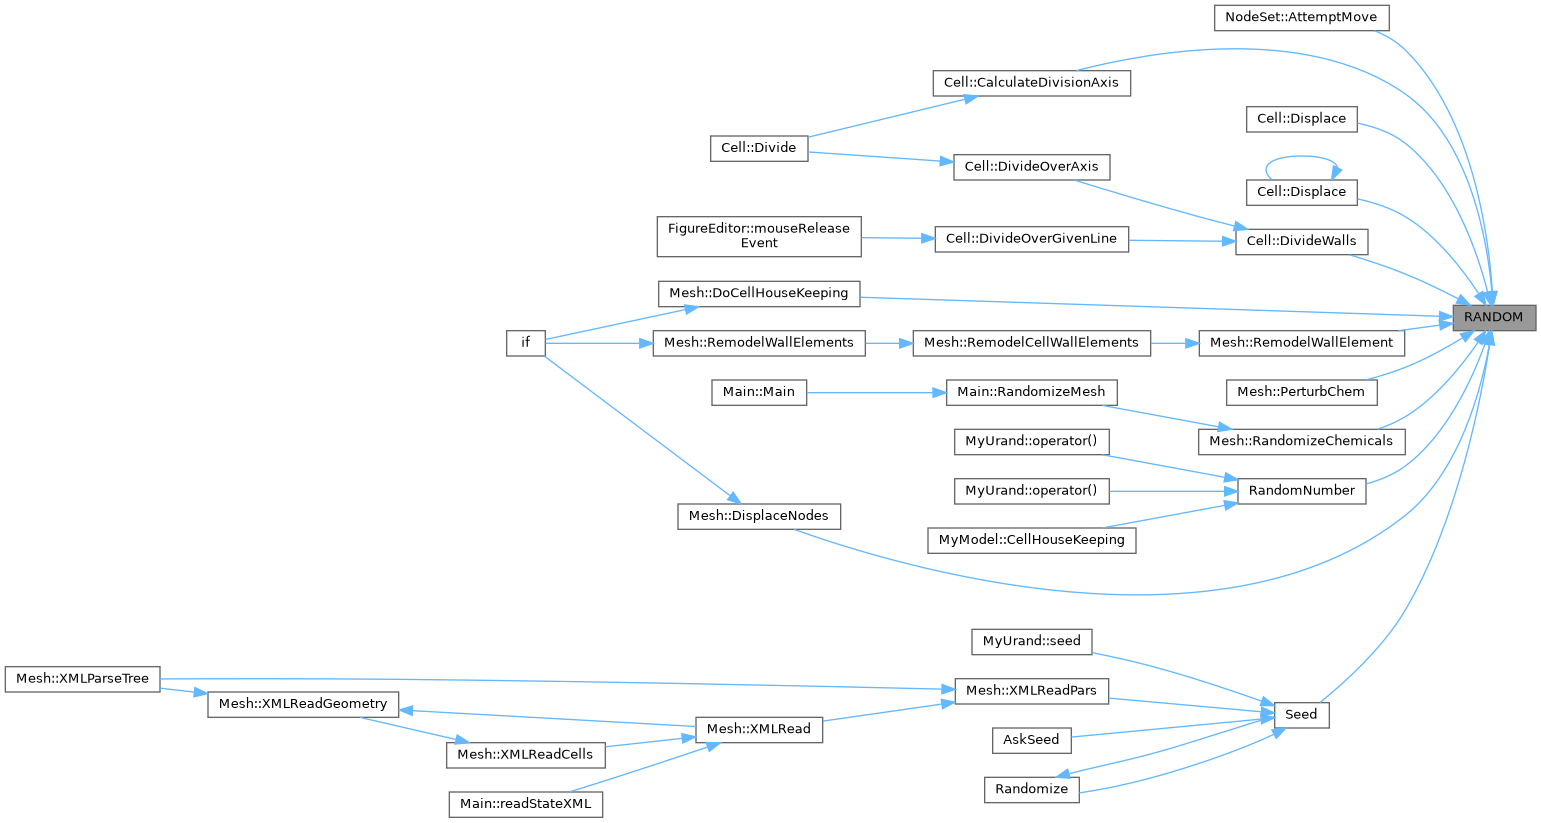 NodeSet::AttemptMove
Cell::CalculateDivisionAxis
Cell::Displace
Cell::Divide
Cell::DivideOverAxis
Cell::Displace
FigureEditor::mouseRelease
Event
Cell::DivideOverGivenLine
Cell::DivideWalls
Mesh::DoCellHouseKeeping
RANDOM
if
Mesh::RemodelWallElements
Mesh::RemodelCellWallElements
Mesh::RemodelWallElement
Main::Main
Main::RandomizeMesh
Mesh::PerturbChem
MyUrand::operator()
Mesh::RandomizeChemicals
MyUrand::operator()
RandomNumber
Mesh::DisplaceNodes
MyModel::CellHouseKeeping
MyUrand::seed
Mesh::XMLParseTree
Mesh::XMLReadPars
Mesh::XMLReadGeometry
Seed
Mesh::XMLRead
AskSeed
Mesh::XMLReadCells
Randomize
Main::readStateXML